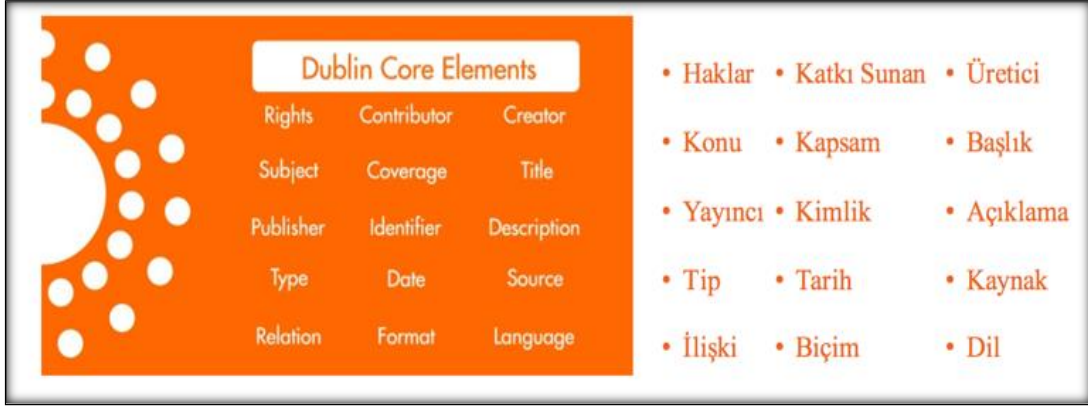 Dublin Core Elements
Rights Contributor Creator
Subject Coverage Title
Publisher Identifier Description
Type Date Source
Relation Format Language
• Haklar • Katkı Sunan • Üretici
• Konu • Kapsam • Başlık
• Yayıncı • Kimlik • Açıklama
• Tip • Tarih • Kaynak
• İlişki • Biçim • Dil